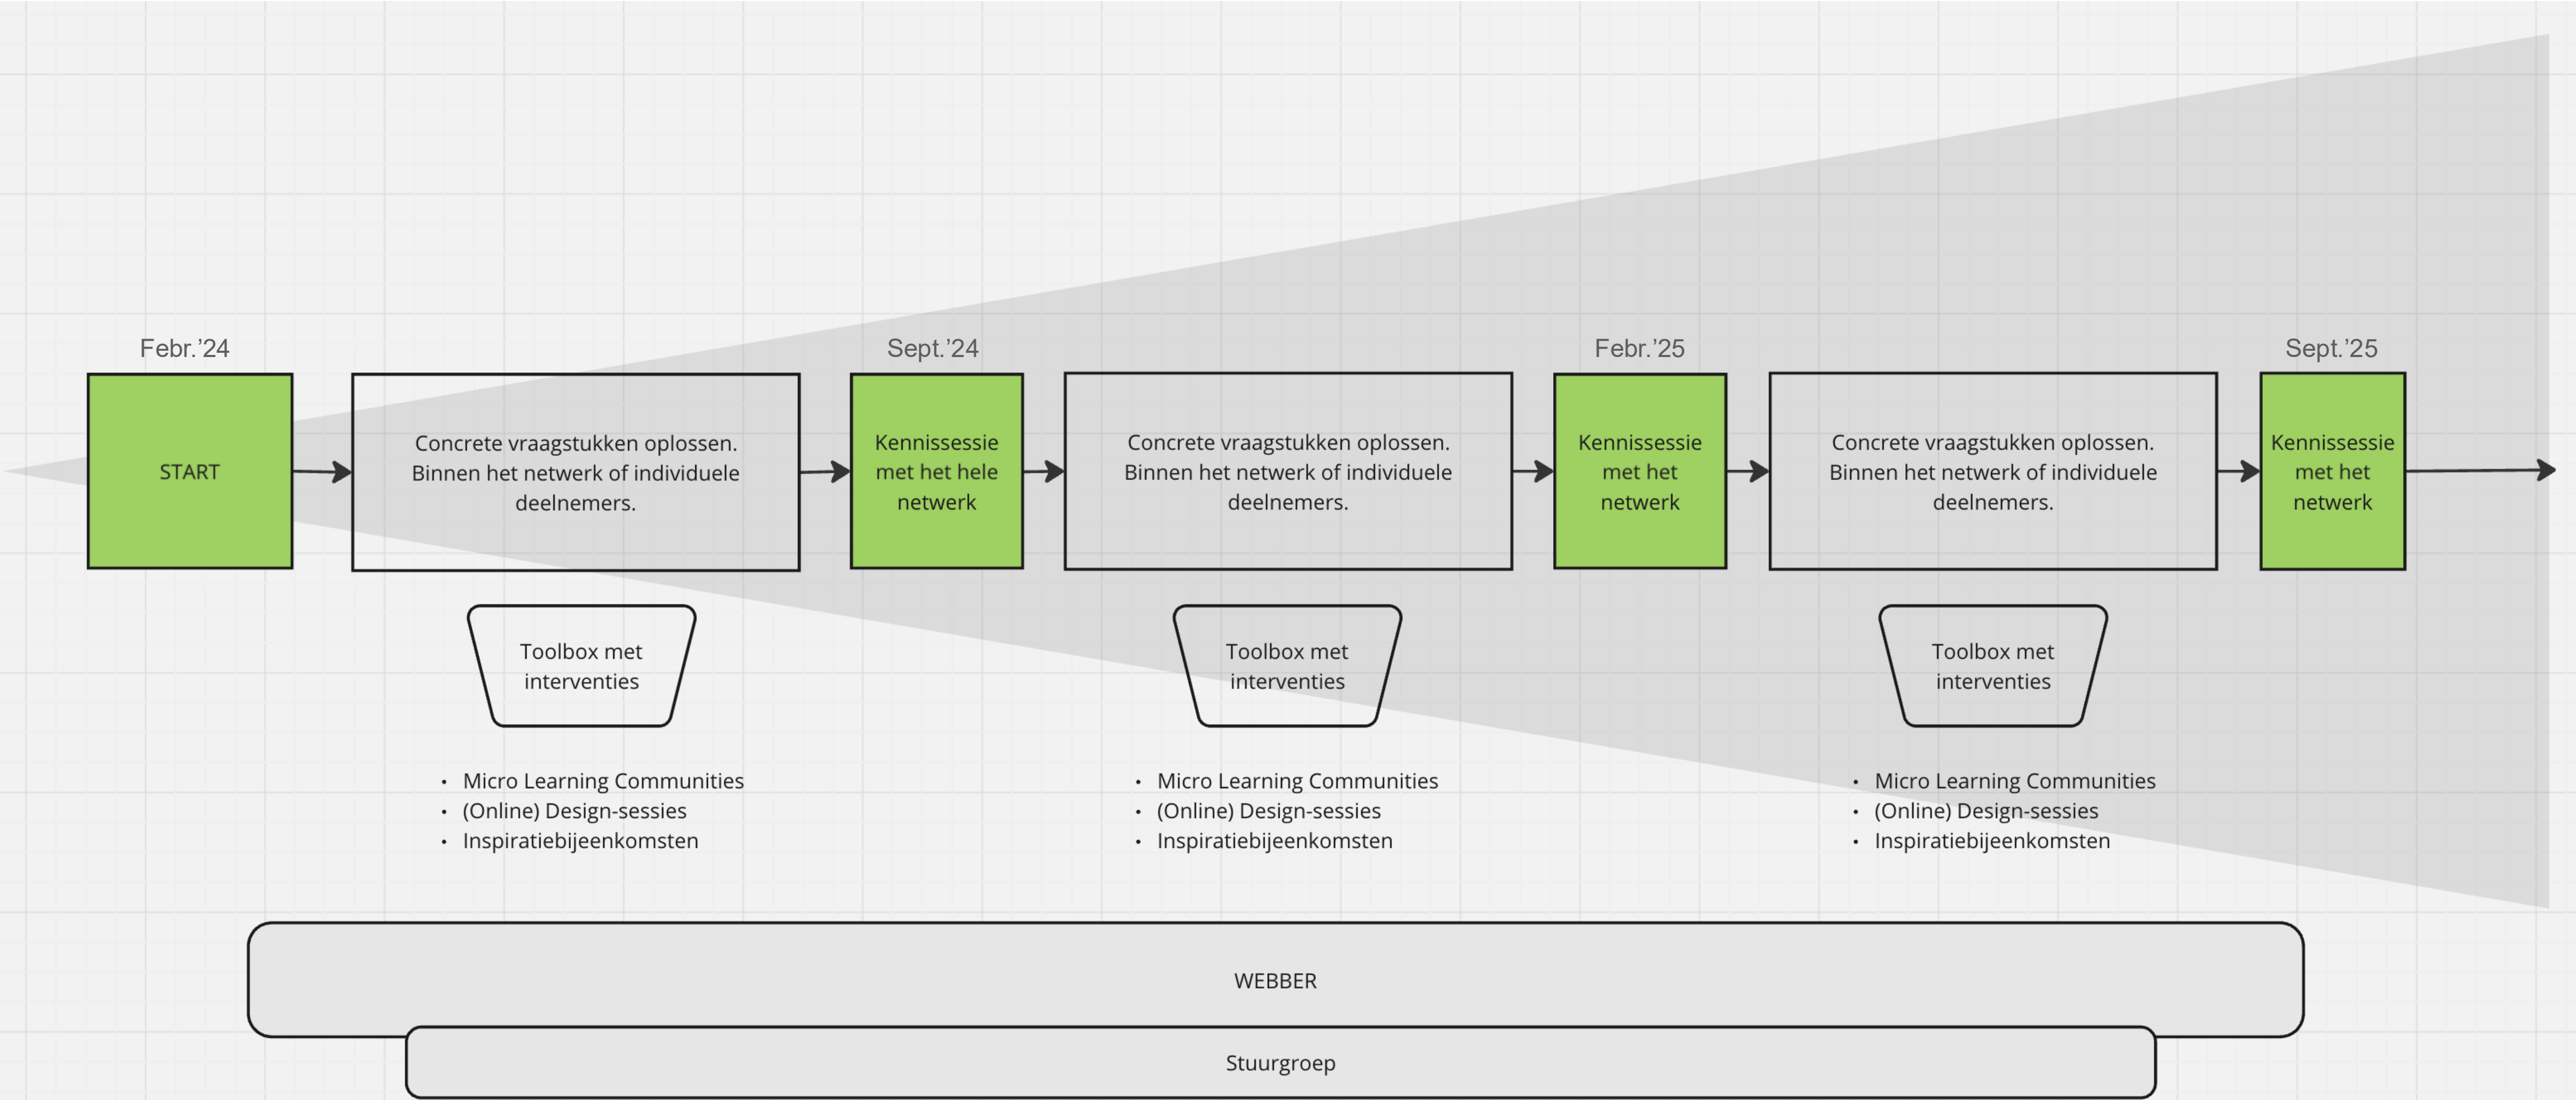 Febr.’24
Sept.’24
Febr.’25
Sept.’25
START
Concrete vraagstukken oplossen.
Binnen het netwerk of individuele
deelnemers.
Kennissessie
met het hele
netwerk
Concrete vraagstukken oplossen.
Binnen het netwerk of individuele
deelnemers.
Kennissessie
met het
netwerk
Concrete vraagstukken oplossen.
Binnen het netwerk of individuele
deelnemers.
Kennissessie
met het
netwerk
Toolbox met
interventies
Toolbox met
interventies
Toolbox met
interventies
• Micro Learning Communities
• (Online) Design-sessies
• Inspiratiebijeenkomsten
• Micro Learning Communities
• (Online) Design-sessies
• Inspiratiebijeenkomsten
• Micro Learning Communities
• (Online) Design-sessies
• Inspiratiebijeenkomsten
WEBBER
Stuurgroep